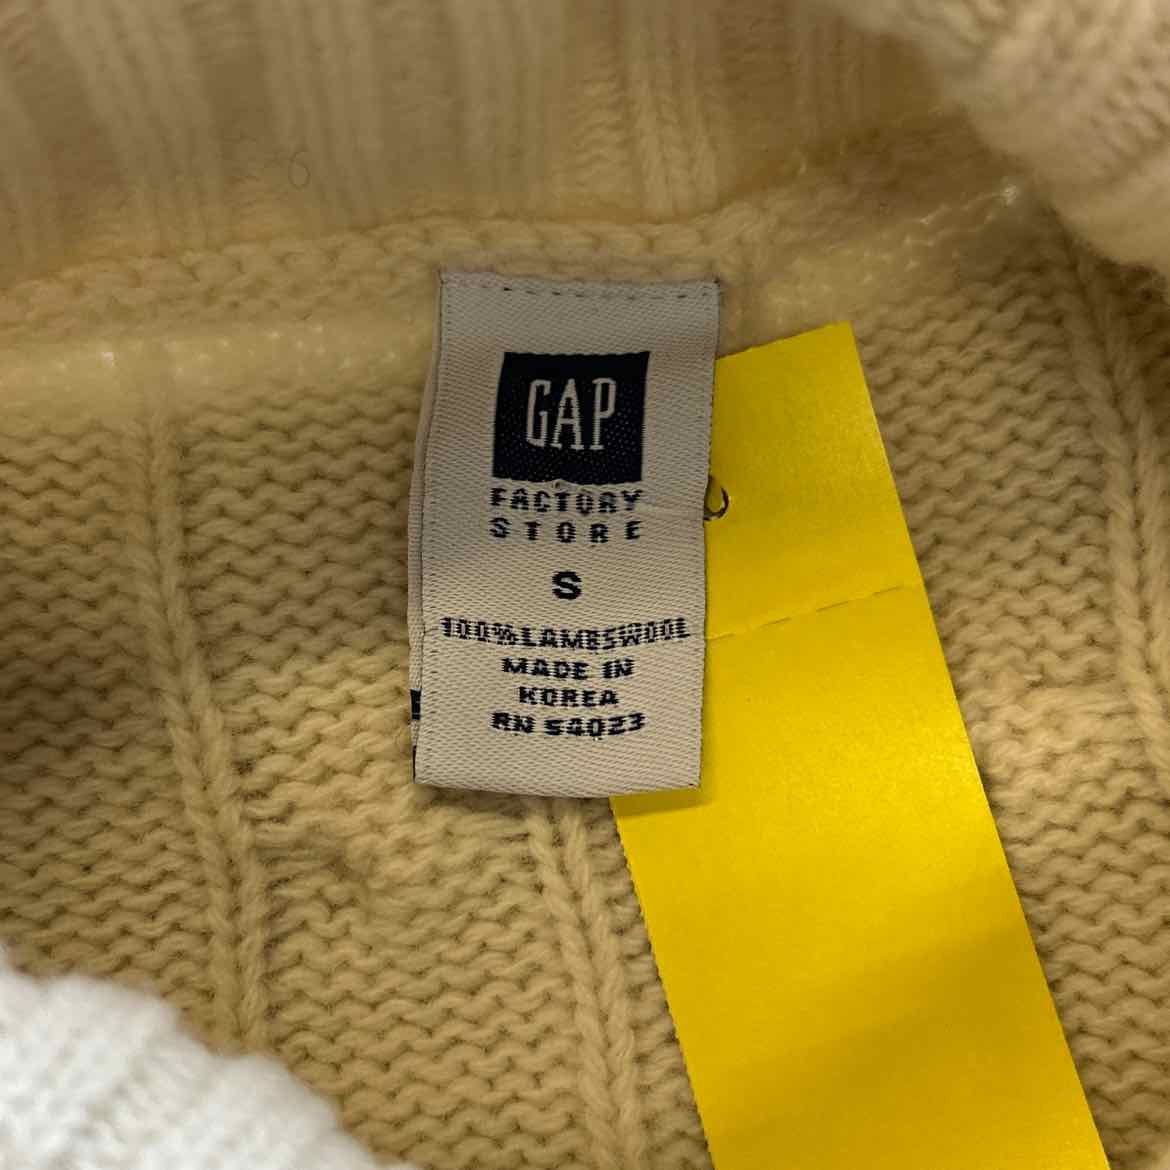 GAP
FACTORY
STORE
S
100%LAMBSWOOL
MADE IN
KOREA
RN 54023